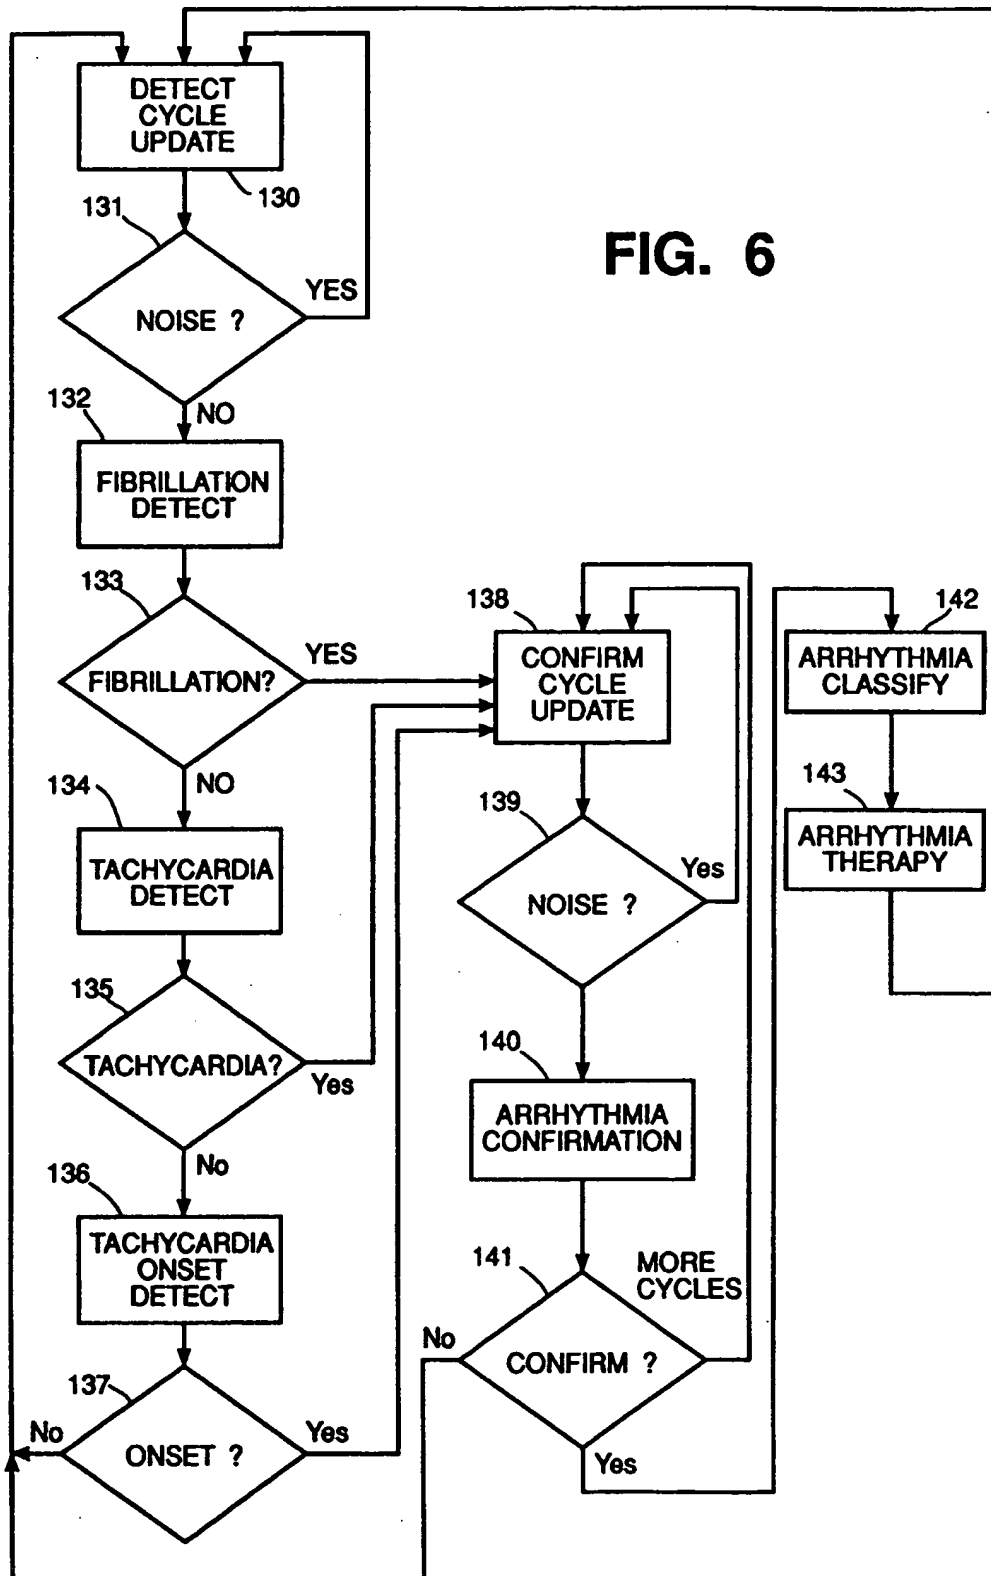 DETECT
CYCLE
UPDATE
130
131
FIG. 6
NOISE ?
YES
NO
132
FIBRILLATION
DETECT
133
FIBRILLATION?
YES
NO
134
TACHYCARDIA
DETECT
135
TACHYCARDIA?
Yes
No
136
TACHYCARDIA
ONSET
DETECT
137
ONSET ?
No
Yes
138
CONFIRM
CYCLE
UPDATE
139
NOISE ?
Yes
140
ARRHYTHMIA
CONFIRMATION
141
CONFIRM ?
MORE
CYCLES
No
Yes
142
ARRHYTHMIA
CLASSIFY
143
ARRHYTHMIA
THERAPY